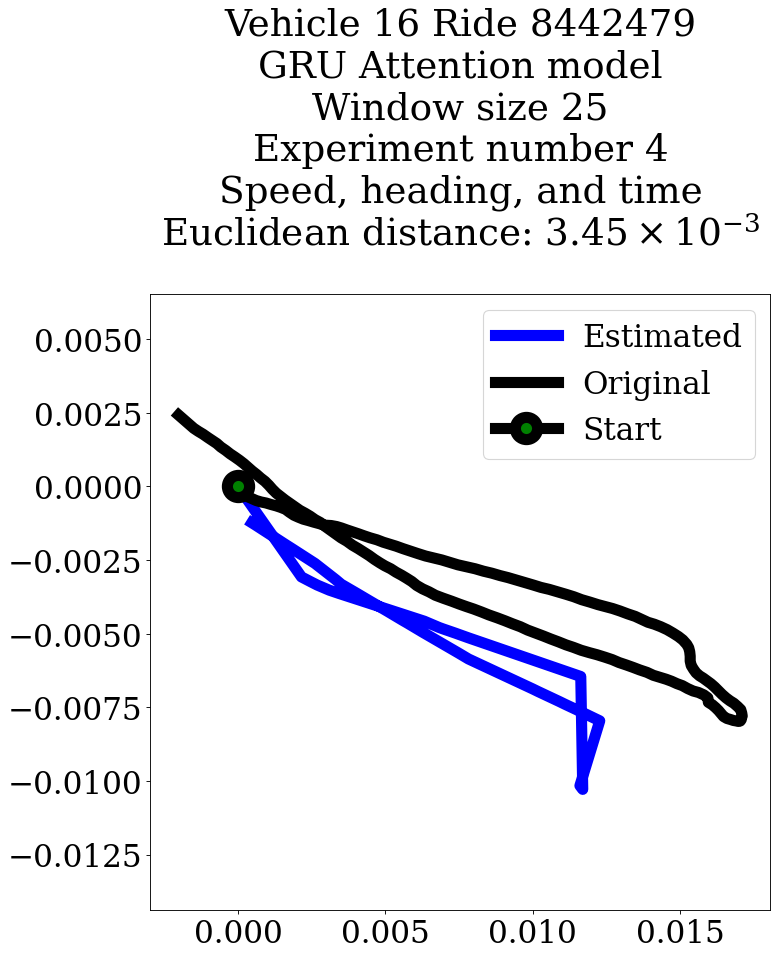 Vehicle 16 Ride 8442479
GRU Attention model
Window size 25
Experiment number 4
Speed, heading, and time
Euclidean distance: 3.45 × 10⁻³
Estimated
Original
Start
0.0050
0.0025
0.0000
−0.0025
−0.0050
−0.0075
−0.0100
−0.0125
0.000 0.005 0.010 0.015